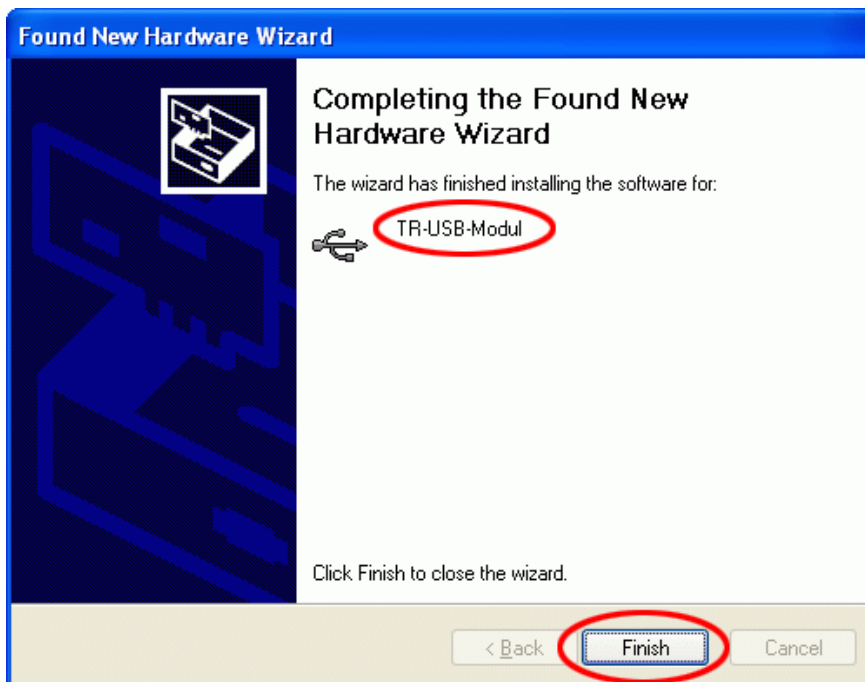 Found New Hardware Wizard
Completing the Found New
Hardware Wizard
The wizard has finished installing the software for:
TR-USB-Modul
Click Finish to close the wizard.
< Back
Finish
Cancel